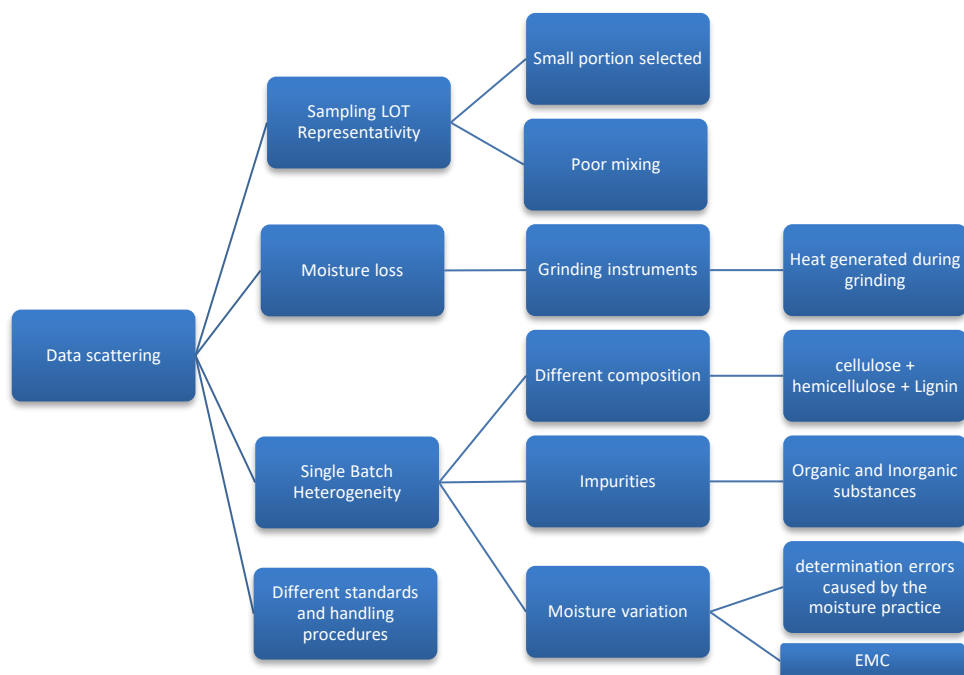 Small portion selected
Sampling LOT
Representativity
Poor mixing
Moisture loss
Grinding instruments
Heat generated during
grinding
Data scattering
Different composition
cellulose +
hemicellulose + Lignin
Single Batch
Heterogeneity
Impurities
Organic and Inorganic
substances
Different standards
and handling
procedures
Moisture variation
determination errors
caused by the
moisture practice
EMC